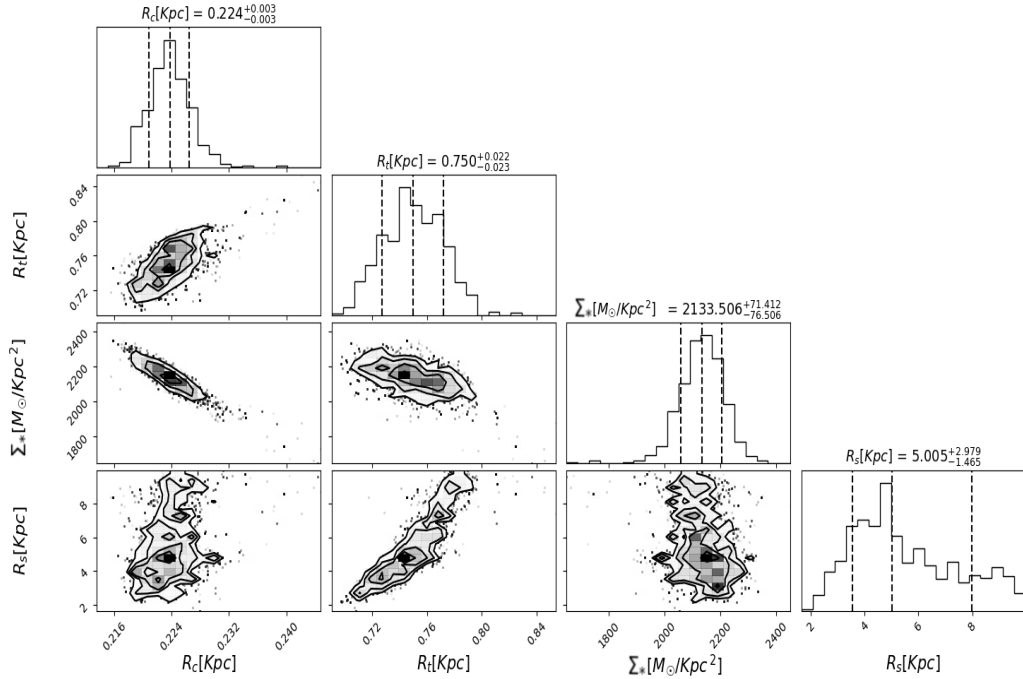 R_c[Kpc] = 0.224^{+0.003}_{-0.003}
R_t[Kpc] = 0.750^{+0.022}_{-0.023}
Σ_*[M_⊙/Kpc^2] = 2133.506^{+71.412}_{-76.506}
R_s[Kpc] = 5.005^{+2.979}_{-1.465}
R_t[Kpc]
0.84
0.80
0.76
0.72
Σ_*[M_⊙/Kpc^2]
2400
2200
2000
1800
R_s[Kpc]
8
6
4
2
0.216 0.224 0.232 0.240
R_c[Kpc]
0.72 0.76 0.80 0.84
R_t[Kpc]
1800 2000 2200 2400
Σ_*[M_⊙/Kpc^2]
2 4 6 8
R_s[Kpc]